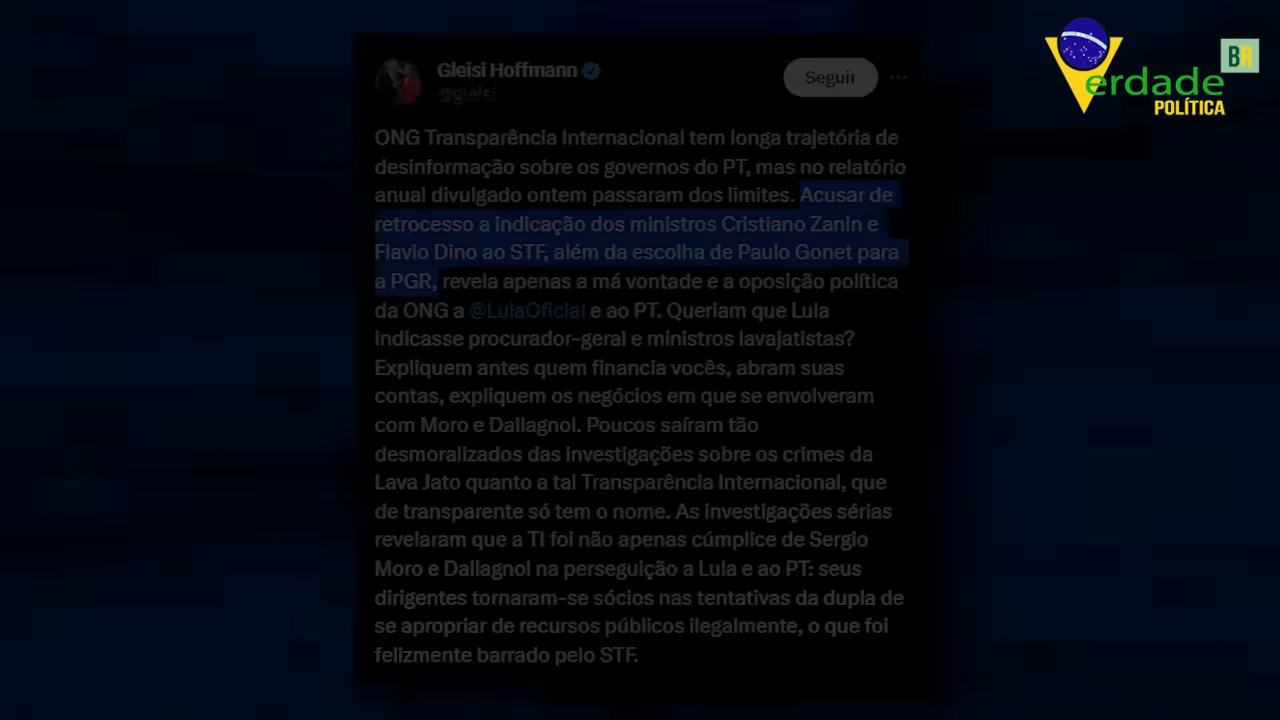 Gleisi Hoffmann
@gleisi
Seguir
ONG Transparência Internacional tem longa trajetória de
desinformação sobre os governos do PT, mas no relatório
anual divulgado ontem passaram dos limites. Acusar de
retrocesso a indicação dos ministros Cristiano Zanin e
Flavio Dino ao STF, além da escolha de Paulo Gonet para
a PGR, revela apenas a má vontade e a oposição política
da ONG a @LulaOficial e ao PT. Queriam que Lula
indicasse procurador-geral e ministros lavajatistas?
Expliquem antes quem financia vocês, abram suas
contas, expliquem os negócios em que se envolveram
com Moro e Dallagnol. Poucos saíram tão
desmoralizados das investigações sobre os crimes da
Lava Jato quanto a tal Transparência Internacional, que
de transparente só tem o nome. As investigações sérias
revelaram que a TI foi não apenas cúmplice de Sergio
Moro e Dallagnol na perseguição a Lula e ao PT: seus
dirigentes tornaram-se sócios nas tentativas da dupla de
se apropriar de recursos públicos ilegalmente, o que foi
felizmente barrado pelo STF.
Verdade
POLÍTICA
BR